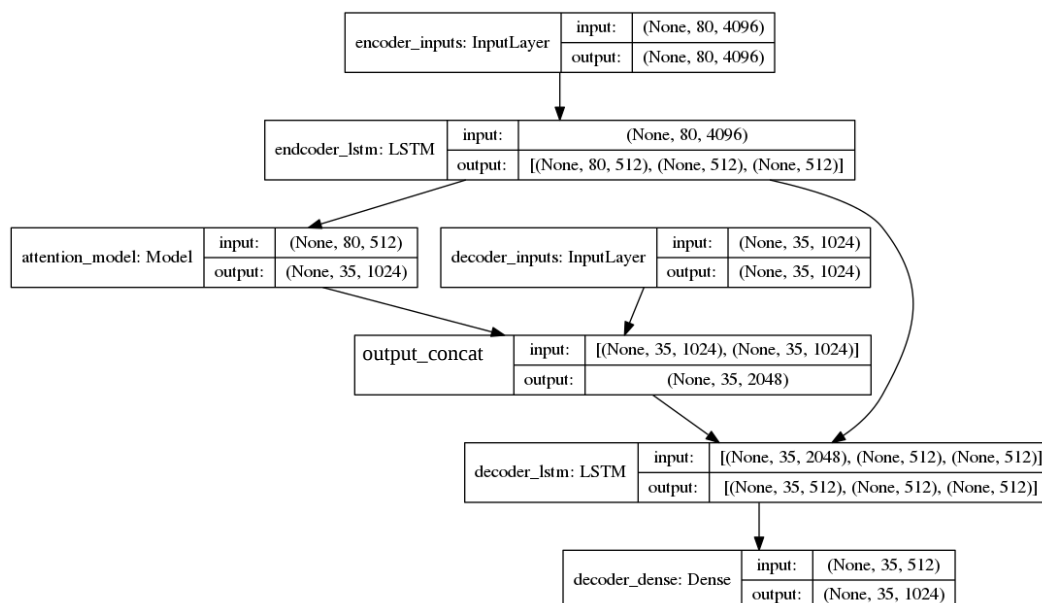 encoder_inputs: InputLayer input: (None, 80, 4096)
output: (None, 80, 4096)
endcoder_lstm: LSTM input: (None, 80, 4096)
output: [(None, 80, 512), (None, 512), (None, 512)]
attention_model: Model input: (None, 80, 512)
output: (None, 35, 1024)
decoder_inputs: InputLayer input: (None, 35, 1024)
output: (None, 35, 1024)
output_concat input: [(None, 35, 1024), (None, 35, 1024)]
output: (None, 35, 2048)
decoder_lstm: LSTM input: [(None, 35, 2048), (None, 512), (None, 512)]
output: [(None, 35, 512), (None, 512), (None, 512)]
decoder_dense: Dense input: (None, 35, 512)
output: (None, 35, 1024)